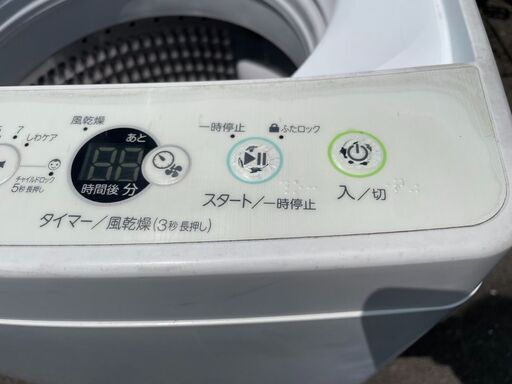 風乾燥
あと
一時停止
ふたロック
7
しわケア
チャイルドロック
5秒長押し
時間後 分
スタート/一時停止
入/切
タイマー/風乾燥(3秒長押し)